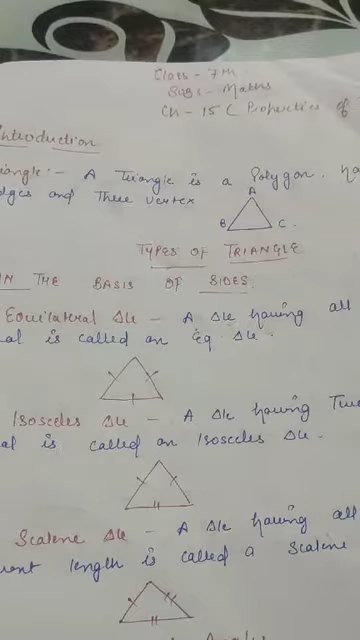 Class - 7th
Sub:- Maths
Ch - 15 ( Properties of
Introduction
iangle:- A Triangle is a Polygon. ha
dges and Three vertex
A
B C.
TYPES OF TRIANGLE
N THE BASIS OF SIDES.
Equilateral Δle - A Δle having all
al is called an Eq. Δle.
Isosceles Δle - A Δle having Two
al is called an Isosceles Δle.
Scalene Δle - A Δle having all
rent length is called a Scalene